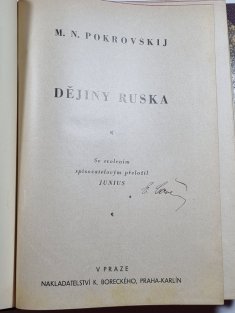 M. N. POKROVSKIJ
DĚJINY RUSKA
Se svolením
spisovatelovým přeložil
JUNIUS
V PRAZE
NAKLADATELSTVÍ K. BORECKÉHO, PRAHA-KARLÍN